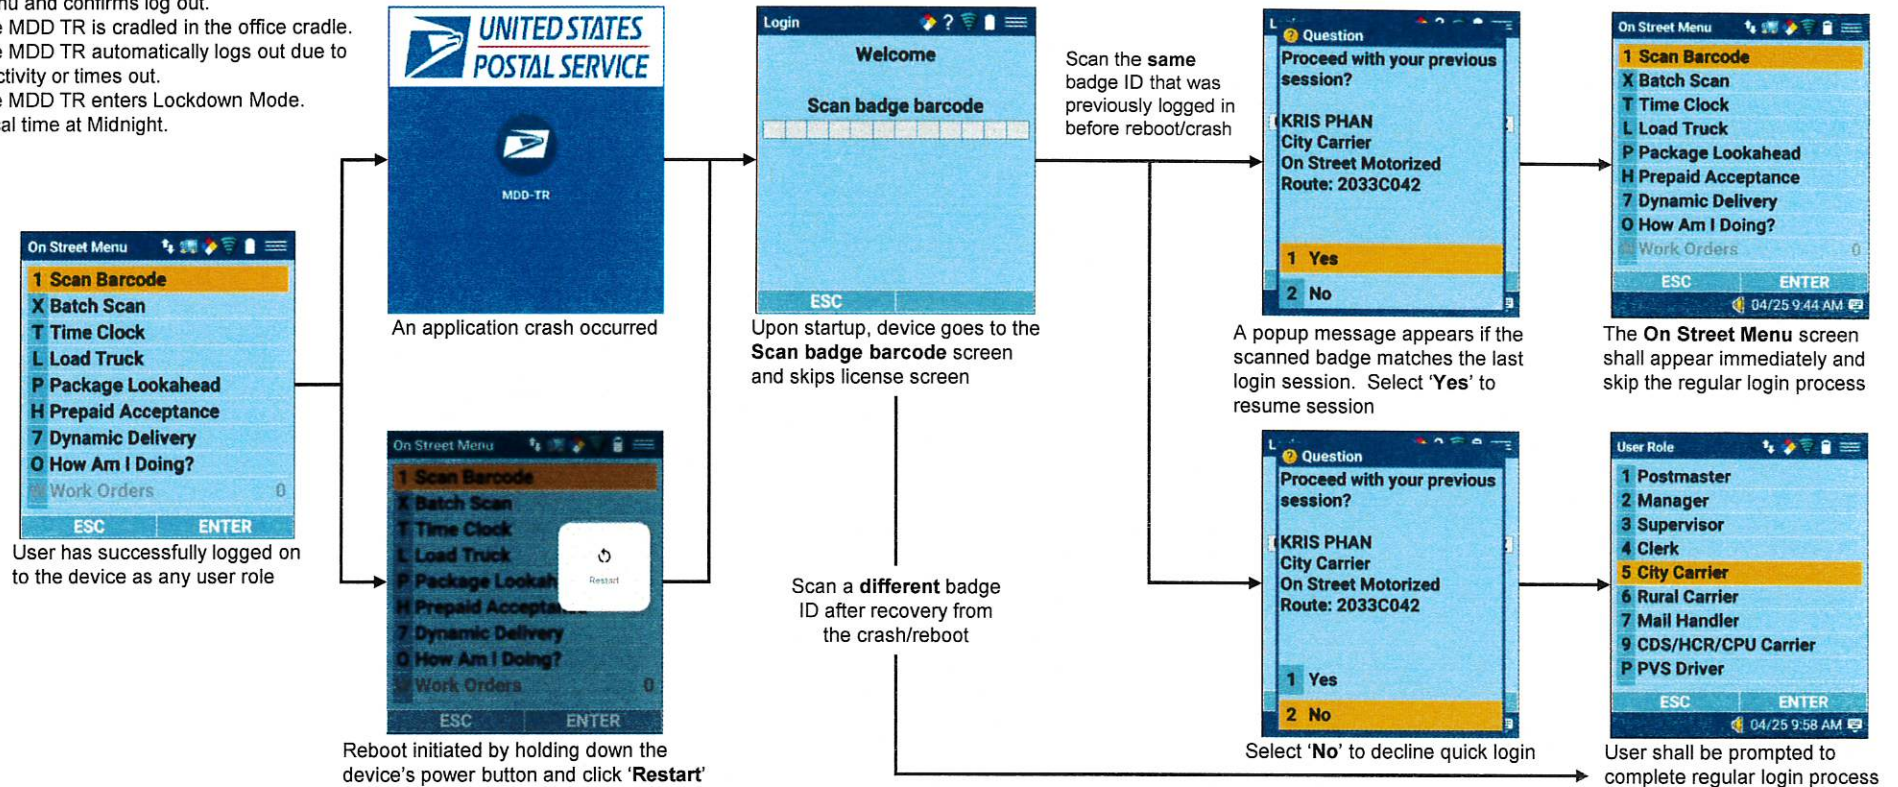 and confirms log out.
MDD TR is cradled in the office cradle.
MDD TR automatically logs out due to
or times out.
MDD TR enters Lockdown Mode.
time at Midnight.
On Street Menu
1 Scan Barcode
X Batch Scan
T Time Clock
L Load Truck
P Package Lookahead
H Prepaid Acceptance
7 Dynamic Delivery
O How Am I Doing?
Work Orders 0
ESC ENTER
User has successfully logged on
to the device as any user role
UNITED STATES
POSTAL SERVICE
MDD-TR
An application crash occurred
On Street Menu
1 Scan Barcode
X Batch Scan
T Time Clock
L Load Truck
P Package
H Prepaid
7 Dynamic Delivery
O How Am I Doing?
Work Orders 0
Restart
ESC ENTER
Reboot initiated by holding down the
device's power button and click 'Restart'
Login
Welcome
Scan badge barcode
ESC
Upon startup, device goes to the
Scan badge barcode screen
and skips license screen
Scan a different badge
ID after recovery from
the crash/reboot
Scan the same
badge ID that was
previously logged in
before reboot/crash
Question
Proceed with your previous
session?
KRIS PHAN
City Carrier
On Street Motorized
Route: 2033C042
1 Yes
2 No
A popup message appears if the
scanned badge matches the last
login session. Select 'Yes' to
resume session
Question
Proceed with your previous
session?
KRIS PHAN
City Carrier
On Street Motorized
Route: 2033C042
1 Yes
2 No
Select 'No' to decline quick login
On Street Menu
1 Scan Barcode
X Batch Scan
T Time Clock
L Load Truck
P Package Lookahead
H Prepaid Acceptance
7 Dynamic Delivery
O How Am I Doing?
Work Orders 0
ESC ENTER
04/25 9:44 AM
The On Street Menu screen
shall appear immediately and
skip the regular login process
User Role
1 Postmaster
2 Manager
3 Supervisor
4 Clerk
5 City Carrier
6 Rural Carrier
7 Mail Handler
9 CDS/HCR/CPU Carrier
P PVS Driver
ESC ENTER
04/25 9:58 AM
User shall be prompted to
complete regular login process